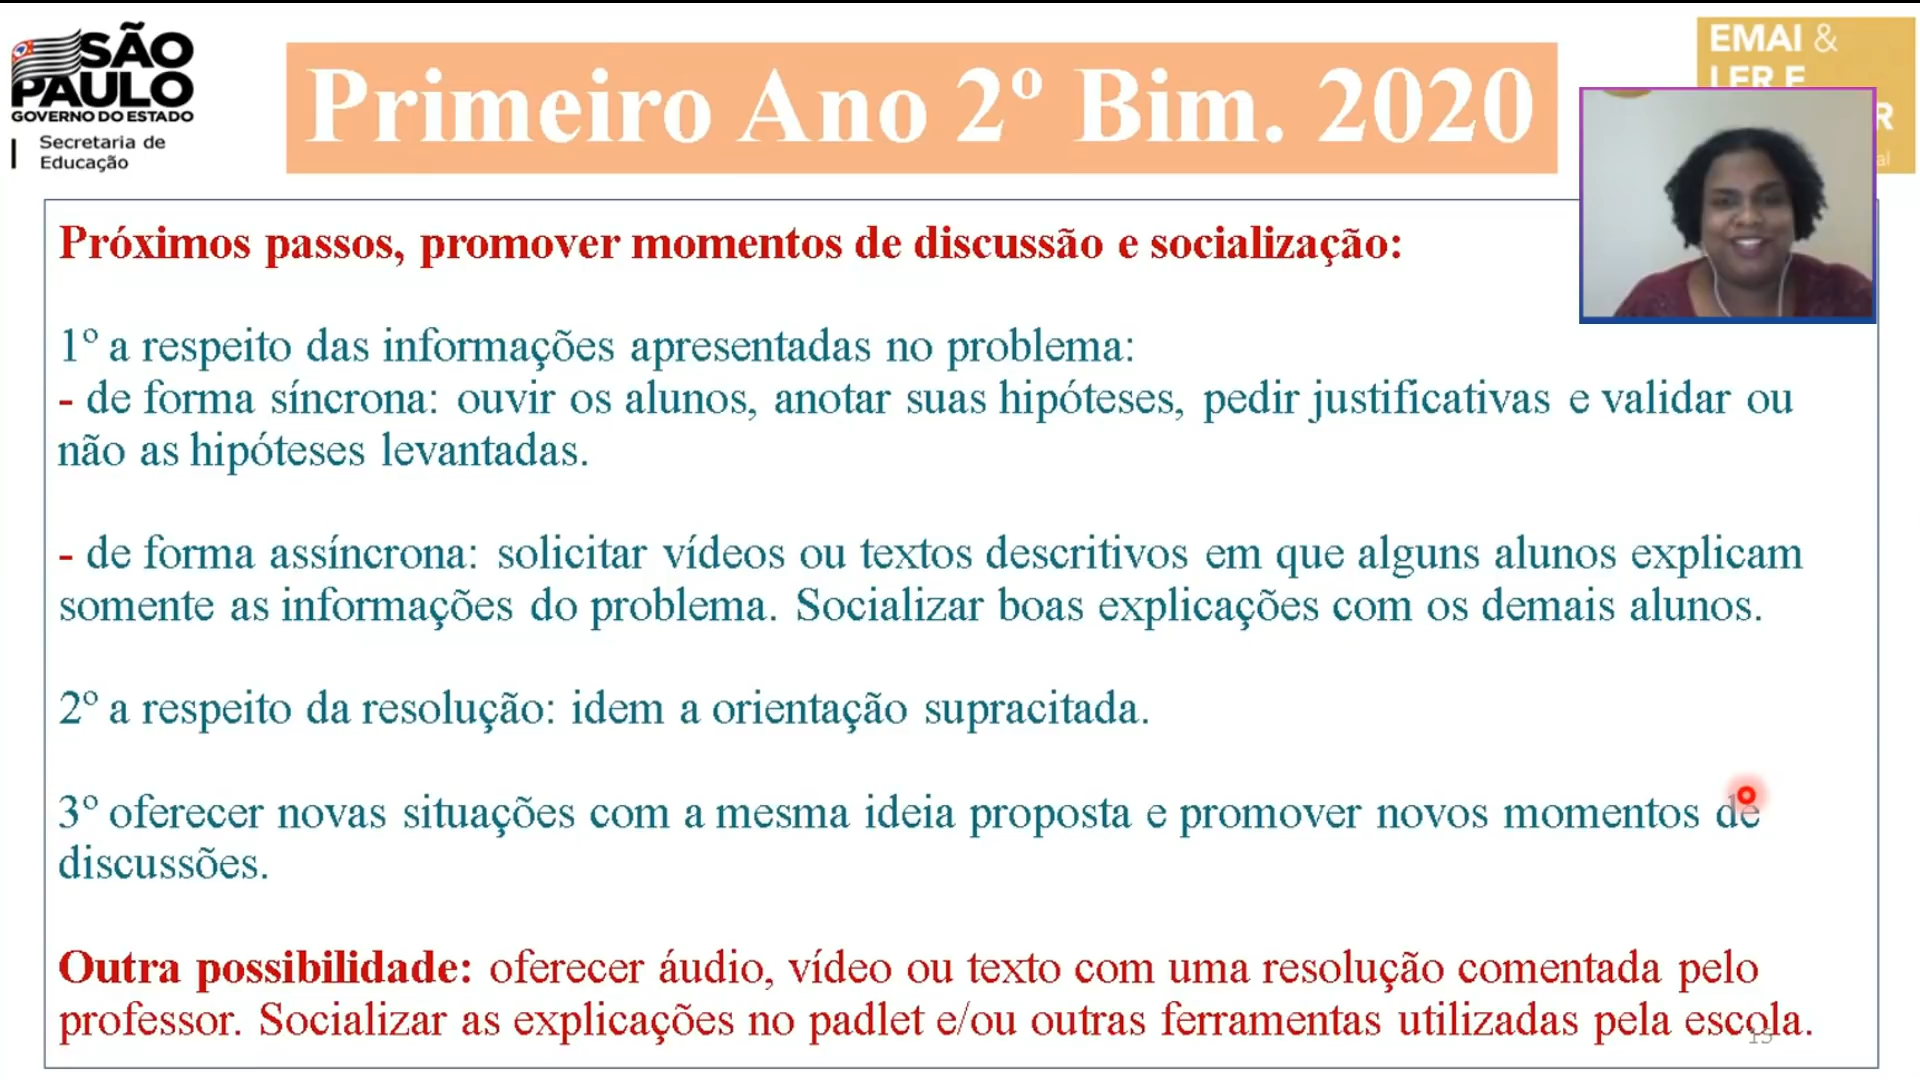 SÃO
PAULO
GOVERNO DO ESTADO
Secretaria de
Educação
Primeiro Ano 2º Bim. 2020
EMAI &
LER E
R
al
Próximos passos, promover momentos de discussão e socialização:
1º a respeito das informações apresentadas no problema:
- de forma síncrona: ouvir os alunos, anotar suas hipóteses, pedir justificativas e validar ou
não as hipóteses levantadas.
- de forma assíncrona: solicitar vídeos ou textos descritivos em que alguns alunos explicam
somente as informações do problema. Socializar boas explicações com os demais alunos.
2º a respeito da resolução: idem a orientação supracitada.
3º oferecer novas situações com a mesma ideia proposta e promover novos momentos de
discussões.
Outra possibilidade: oferecer áudio, vídeo ou texto com uma resolução comentada pelo
professor. Socializar as explicações no padlet e/ou outras ferramentas utilizadas pela escola.
15